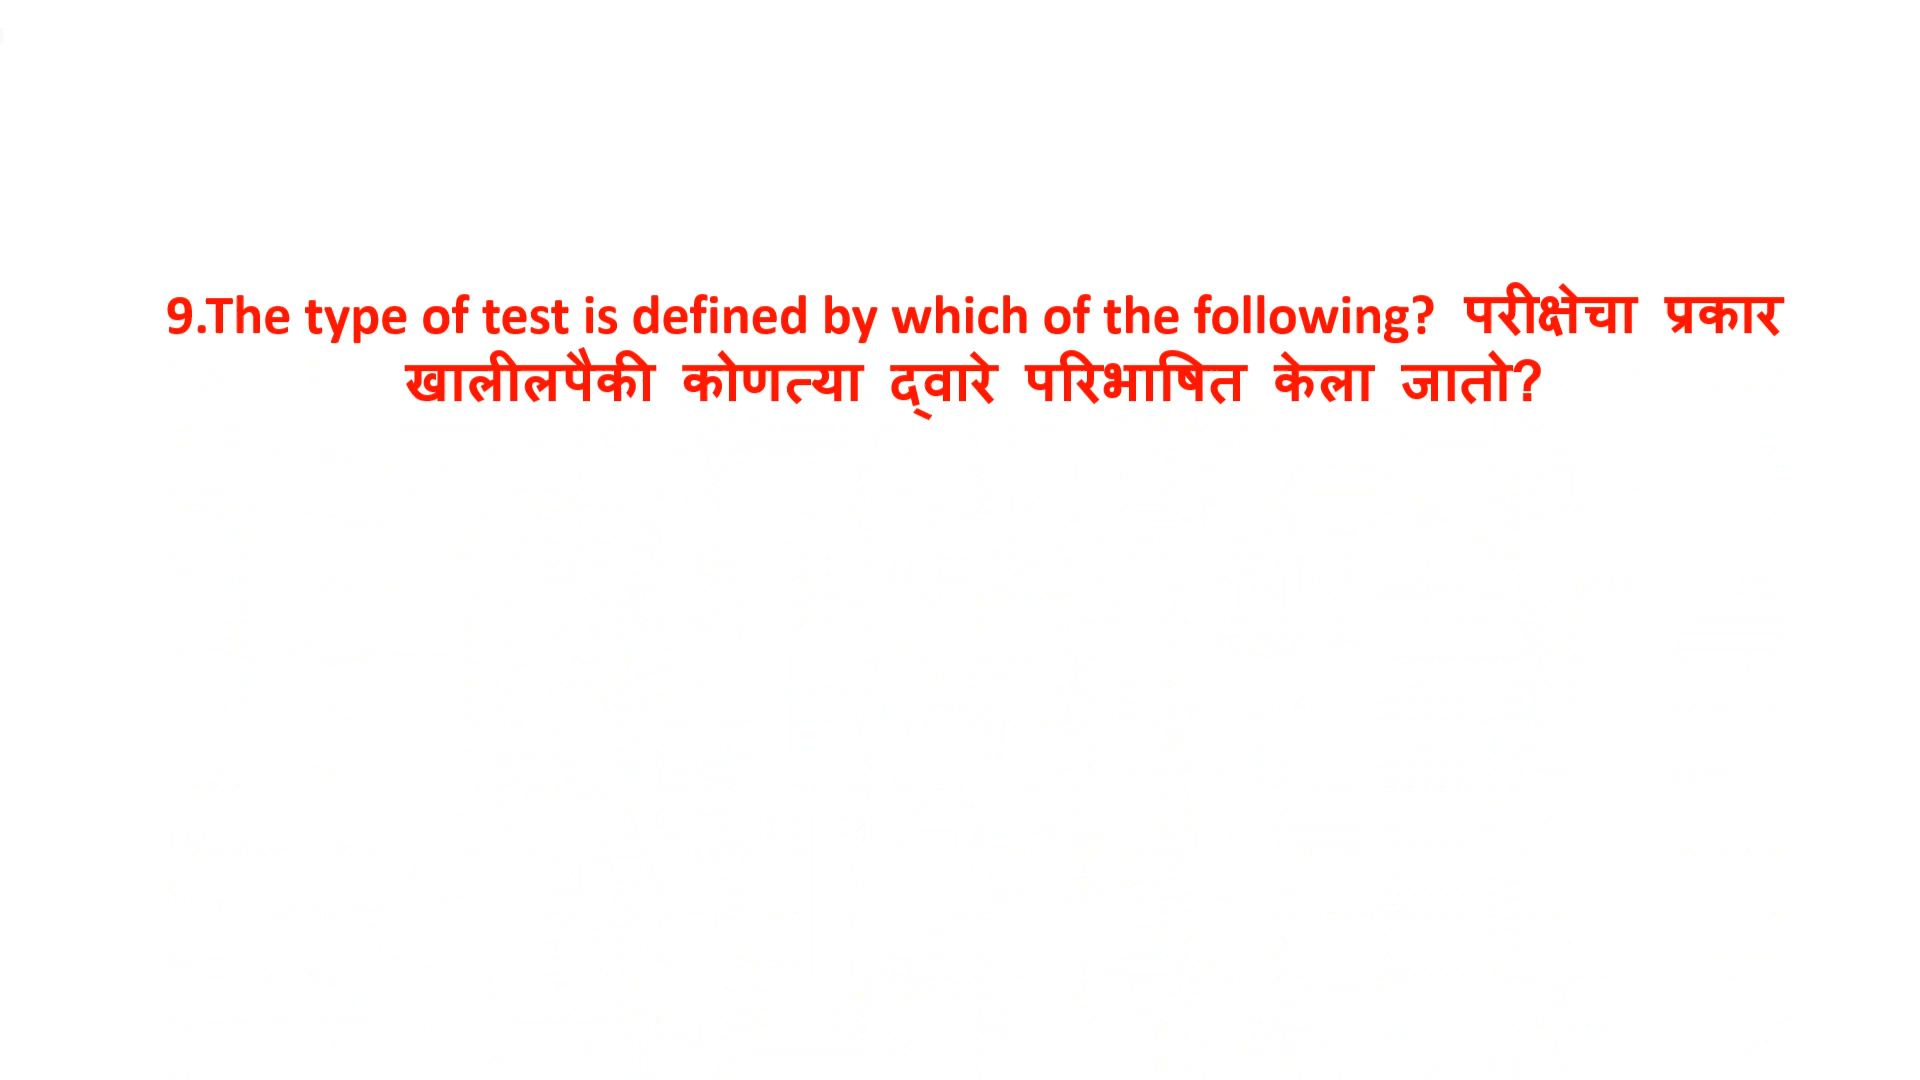 9.The type of test is defined by which of the following? परीक्षेचा प्रकार
खालीलपैकी कोणत्या द्वारे परिभाषित केला जातो?